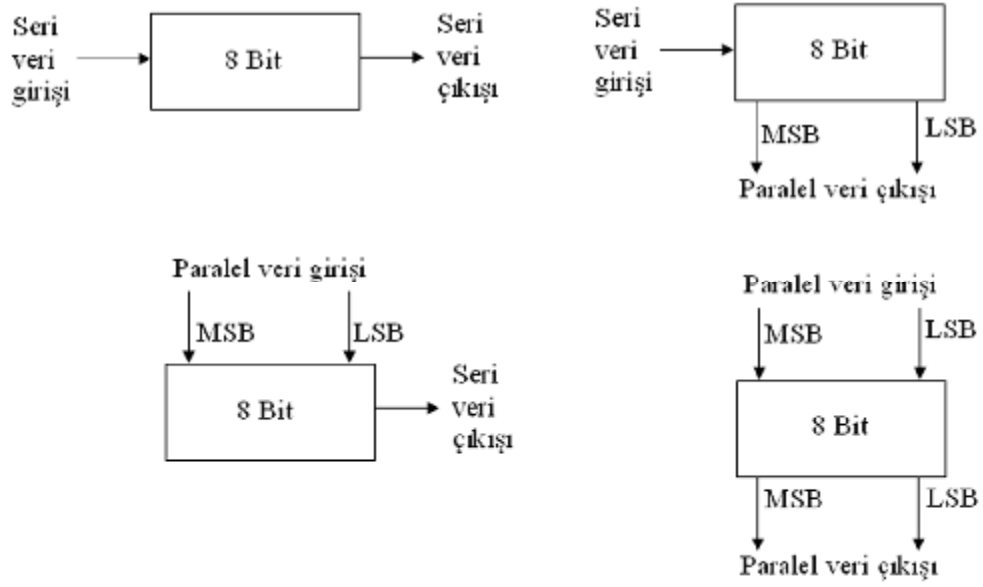 Seri
veri
girişi
8 Bit
Seri
veri
çıkışı
Seri
veri
girişi
8 Bit
MSB
LSB
Paralel veri çıkışı
Paralel veri girişi
MSB
LSB
8 Bit
Seri
veri
çıkışı
Paralel veri girişi
MSB
LSB
8 Bit
MSB
LSB
Paralel veri çıkışı